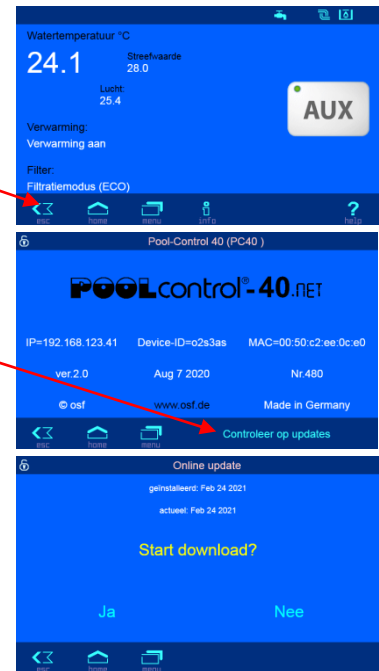 Watertemperatuur °C
24.1
Streefwaarde
28.0
Lucht:
25.4
AUX
Verwarming:
Verwarming aan
Filter:
Filtratiemodus (ECO)
esc home menu info help
Pool-Control 40 (PC40 )
POOLcontrol®-40.NET
IP=192.168.123.41 Device-ID=o2s3as MAC=00:50:c2:ee:0c:e0
ver.2.0 Aug 7 2020 Nr.480
© osf www.osf.de Made in Germany
esc home menu Controleer op updates
Online update
geïnstalleerd: Feb 24 2021
actueel: Feb 24 2021
Start download?
Ja Nee
esc home menu